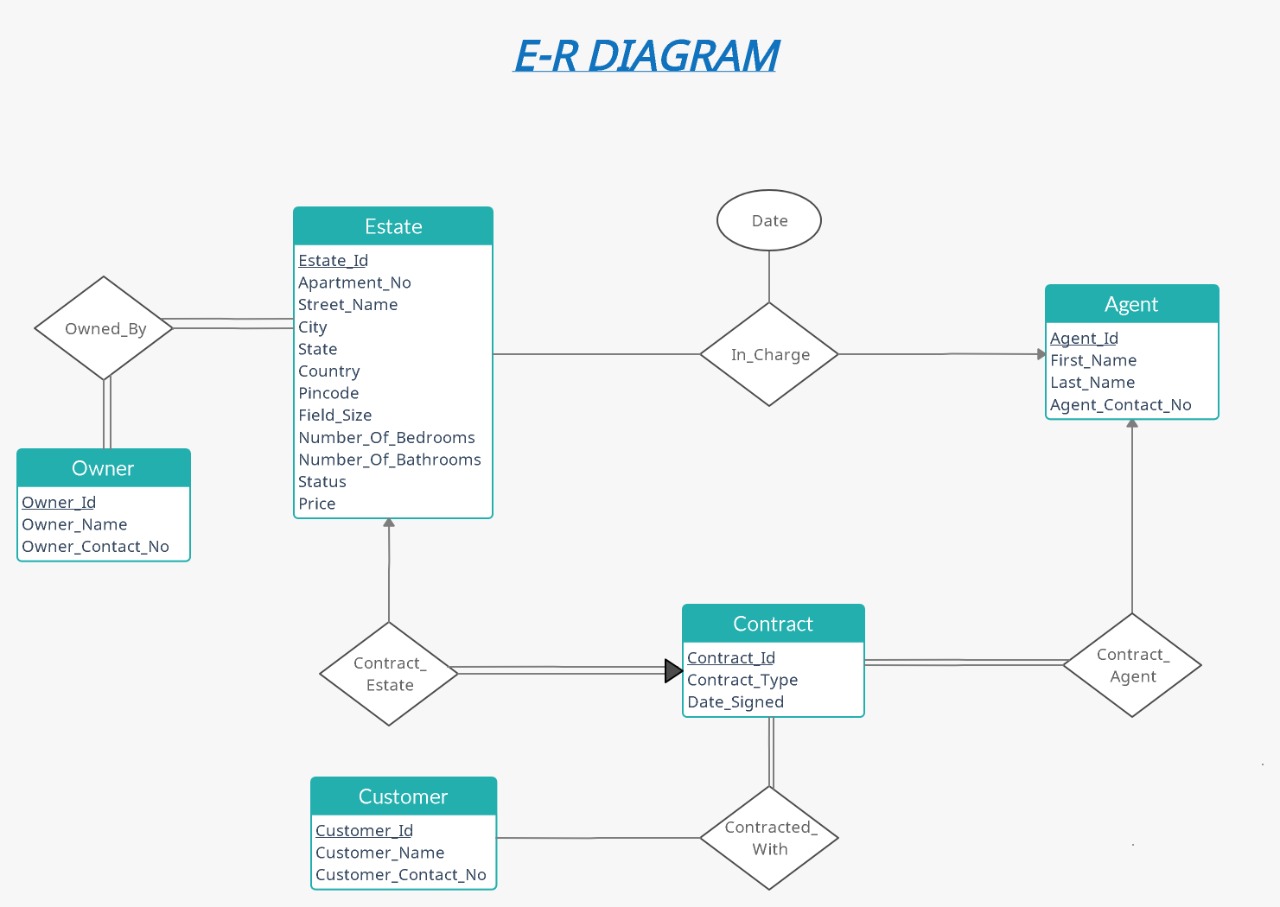 E-R DIAGRAM
Date
Estate
Estate_Id
Apartment_No
Street_Name
City
State
Country
Pincode
Field_Size
Number_Of_Bedrooms
Number_Of_Bathrooms
Status
Price
Owned_By
In_Charge
Agent
Agent_Id
First_Name
Last_Name
Agent_Contact_No
Owner
Owner_Id
Owner_Name
Owner_Contact_No
Contract_
Estate
Contract
Contract_Id
Contract_Type
Date_Signed
Contract_
Agent
Customer
Customer_Id
Customer_Name
Customer_Contact_No
Contracted_
With